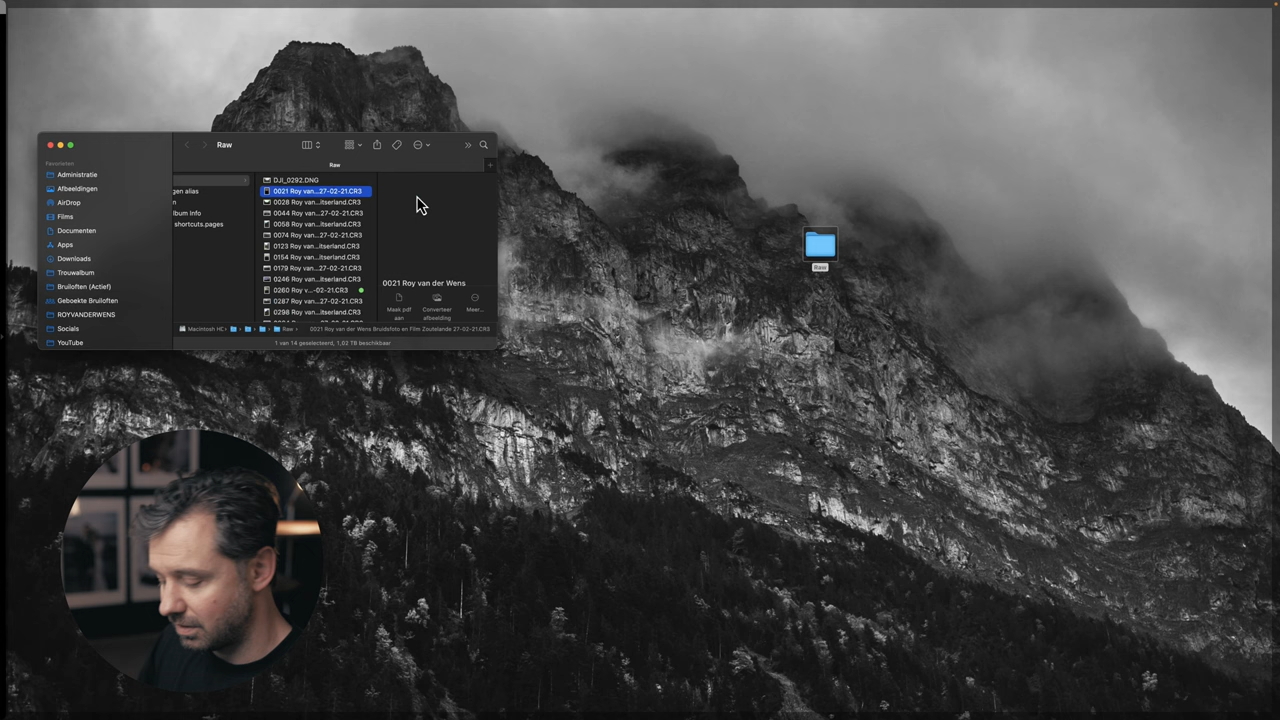 Raw
Raw
Favorieten
Administratie
Afbeeldingen
AirDrop
Films
Documenten
Apps
Downloads
Trouwalbum
Bruiloften (Actief)
Geboekte Bruiloften
ROYVANDERWENS
Socials
YouTube
gen alias
n
lbum Info
shortcuts.pages
DJI_0292.DNG
0021 Roy van...27-02-21.CR3
0028 Roy van...itserland.CR3
0044 Roy van...27-02-21.CR3
0058 Roy van...itserland.CR3
0074 Roy van...27-02-21.CR3
0123 Roy van...itserland.CR3
0154 Roy van...itserland.CR3
0179 Roy van...27-02-21.CR3
0246 Roy van...itserland.CR3
0260 Roy v...-02-21.CR3
0287 Roy van...27-02-21.CR3
0298 Roy van...itserland.CR3
0021 Roy van der Wens
Maak pdf aan
Converteer afbeelding
Meer...
Macintosh HD
Raw
0021 Roy van der Wens Bruidsfoto en Film Zoutelande 27-02-21.CR3
1 van 14 geselecteerd, 1,02 TB beschikbaar
Raw